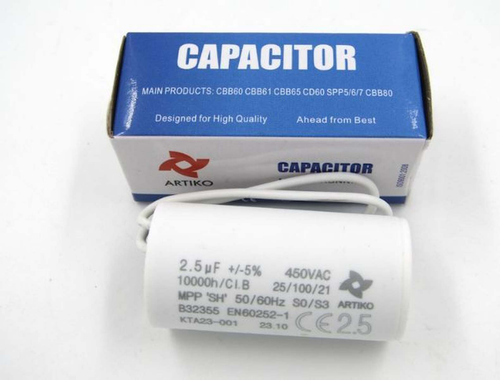 CAPACITOR
MAIN PRODUCTS: CBB60 CBB61 CBB65 CD60 SPP5/6/7 CBB80
Designed for High Quality Ahead from Best
ARTIKO
CAPACITOR
2.5µF +/-5% 450VAC
10000h/Cl.B 25/100/21
MPP 'SH' 50/60Hz S0/S3
ARTIKO
B32355 EN60252-1
KTA23-001 23.10
CE 2.5